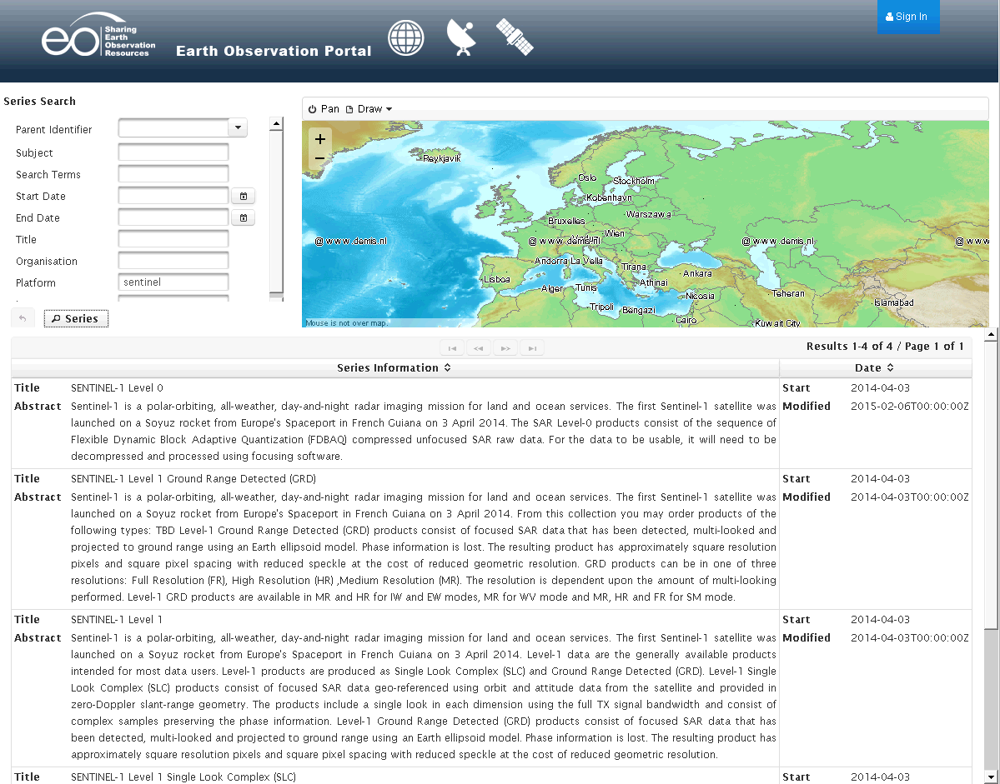 Sign In
eo Sharing
Earth
Observation
Resources
Earth Observation Portal
Series Search
Parent Identifier
Subject
Search Terms
Start Date
End Date
Title
Organisation
Platform sentinel
Series
Pan Draw
+
−
Reykjavik
Oslo
Stockholm
Kobenhavn
Warszawa
Bruxelles
Wien
Vaduz
@ www.demis.nl @ www.demis.nl @ www.demis.nl @ www
Andorra La Vella
Tirana
Ankara
Lisboa
Athinai
Alger Tunis
Nicosia
Teheran
Islamabad
Tripoli
Bengazi
Cairo
Kuwait City
Mouse is not over map.
Results 1-4 of 4 / Page 1 of 1
Series Information Date
Title SENTINEL-1 Level 0 Start 2014-04-03
Abstract Sentinel-1 is a polar-orbiting, all-weather, day-and-night radar imaging mission for land and ocean services. The first Sentinel-1 satellite was Modified 2015-02-06T00:00:00Z
launched on a Soyuz rocket from Europe's Spaceport in French Guiana on 3 April 2014. The SAR Level-0 products consist of the sequence of
Flexible Dynamic Block Adaptive Quantization (FDBAQ) compressed unfocused SAR raw data. For the data to be usable, it will need to be
decompressed and processed using focusing software.
Title SENTINEL-1 Level 1 Ground Range Detected (GRD) Start 2014-04-03
Abstract Sentinel-1 is a polar-orbiting, all-weather, day-and-night radar imaging mission for land and ocean services. The first Sentinel-1 satellite was Modified 2014-04-03T00:00:00Z
launched on a Soyuz rocket from Europe's Spaceport in French Guiana on 3 April 2014. From this collection you may order products of the
following types: TBD Level-1 Ground Range Detected (GRD) products consist of focused SAR data that has been detected, multi-looked and
projected to ground range using an Earth ellipsoid model. Phase information is lost. The resulting product has approximately square resolution
pixels and square pixel spacing with reduced speckle at the cost of reduced geometric resolution. GRD products can be in one of three
resolutions: Full Resolution (FR), High Resolution (HR) ,Medium Resolution (MR). The resolution is dependent upon the amount of multi-looking
performed. Level-1 GRD products are available in MR and HR for IW and EW modes, MR for WV mode and MR, HR and FR for SM mode.
Title SENTINEL-1 Level 1 Start 2014-04-03
Abstract Sentinel-1 is a polar-orbiting, all-weather, day-and-night radar imaging mission for land and ocean services. The first Sentinel-1 satellite was Modified 2014-04-03T00:00:00Z
launched on a Soyuz rocket from Europe's Spaceport in French Guiana on 3 April 2014. Level-1 data are the generally available products
intended for most data users. Level-1 products are produced as Single Look Complex (SLC) and Ground Range Detected (GRD). Level-1 Single
Look Complex (SLC) products consist of focused SAR data geo-referenced using orbit and attitude data from the satellite and provided in
zero-Doppler slant-range geometry. The products include a single look in each dimension using the full TX signal bandwidth and consist of
complex samples preserving the phase information. Level-1 Ground Range Detected (GRD) products consist of focused SAR data that has
been detected, multi-looked and projected to ground range using an Earth ellipsoid model. Phase information is lost. The resulting product has
approximately square resolution pixels and square pixel spacing with reduced speckle at the cost of reduced geometric resolution.
Title SENTINEL-1 Level 1 Single Look Complex (SLC) Start 2014-04-03